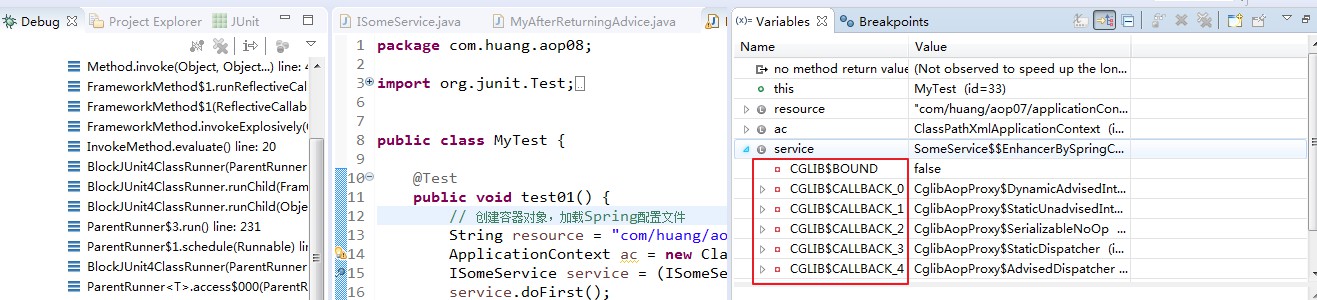 Debug
Project Explorer
JUnit
Method.invoke(Object, Object...) line: 4
FrameworkMethod$1.runReflectiveCal
FrameworkMethod$1(ReflectiveCallab
FrameworkMethod.invokeExplosively(
InvokeMethod.evaluate() line: 20
BlockJUnit4ClassRunner(ParentRunner
BlockJUnit4ClassRunner.runChild(Fram
BlockJUnit4ClassRunner.runChild(Obje
ParentRunner$3.run() line: 231
ParentRunner$1.schedule(Runnable) line
BlockJUnit4ClassRunner(ParentRunner
ParentRunner<T>.access$000(ParentR
ISomeService.java
MyAfterReturningAdvice.java
1 package com.huang.aop08;
2
3 import org.junit.Test;
6
7
8 public class MyTest {
9
10 @Test
11 public void test01() {
12 // 创建容器对象，加载Spring配置文件
13 String resource = "com/huang/ao
14 ApplicationContext ac = new Cla
15 ISomeService service = (ISomeSe
16 service.doFirst();
Variables
Breakpoints
Name Value
no method return value (Not observed to speed up the lon...
this MyTest (id=33)
resource "com/huang/aop07/applicationCon...
ac ClassPathXmlApplicationContext (i...
service SomeService$$EnhancerBySpringC...
CGLIB$BOUND false
CGLIB$CALLBACK_0 CglibAopProxy$DynamicAdvisedInt...
CGLIB$CALLBACK_1 CglibAopProxy$StaticUnadvisedInt...
CGLIB$CALLBACK_2 CglibAopProxy$SerializableNoOp
CGLIB$CALLBACK_3 CglibAopProxy$StaticDispatcher (i...
CGLIB$CALLBACK_4 CglibAopProxy$AdvisedDispatcher